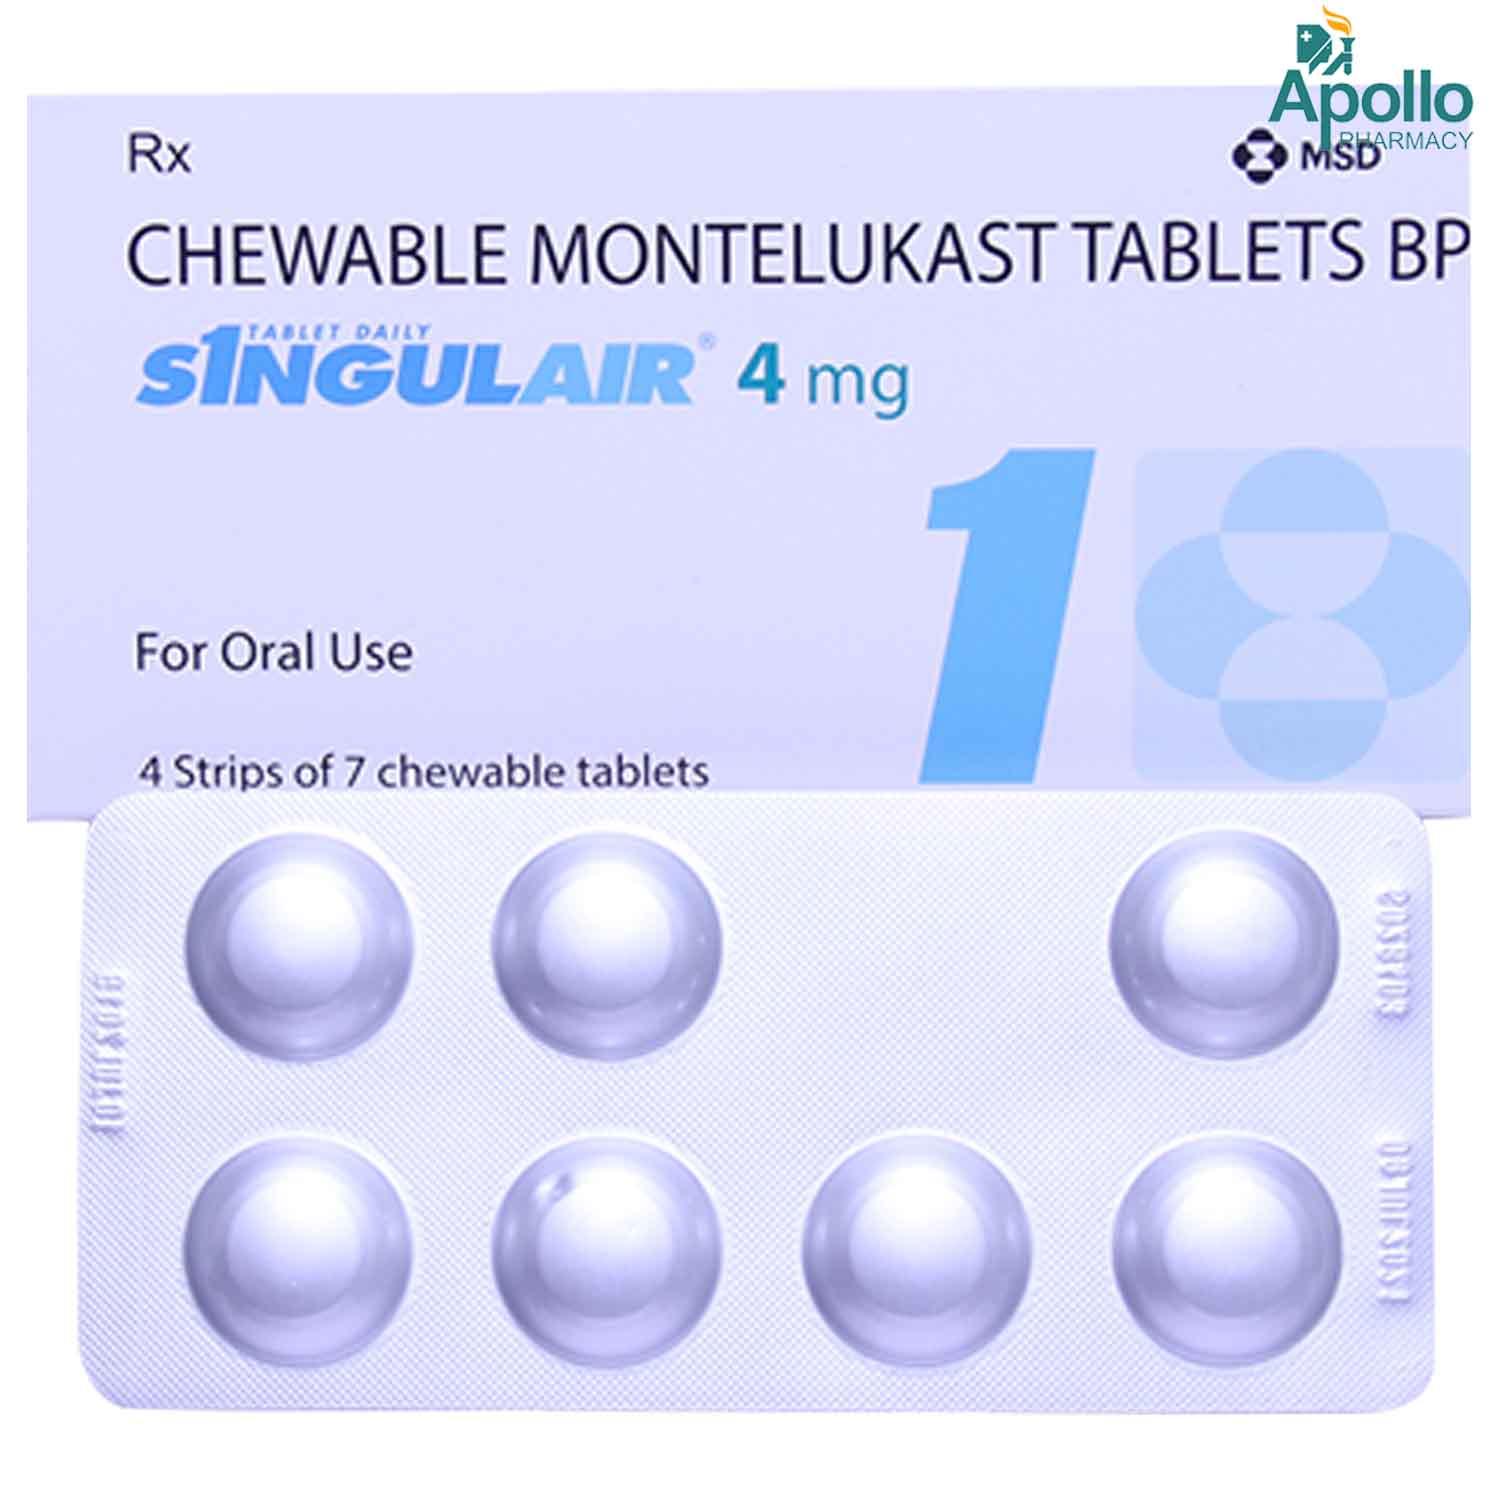 Apollo
PHARMACY
Rx
MSD
CHEWABLE MONTELUKAST TABLETS BP
TABLET DAILY
S1NGULAIR® 4 mg
1
For Oral Use
4 Strips of 7 chewable tablets